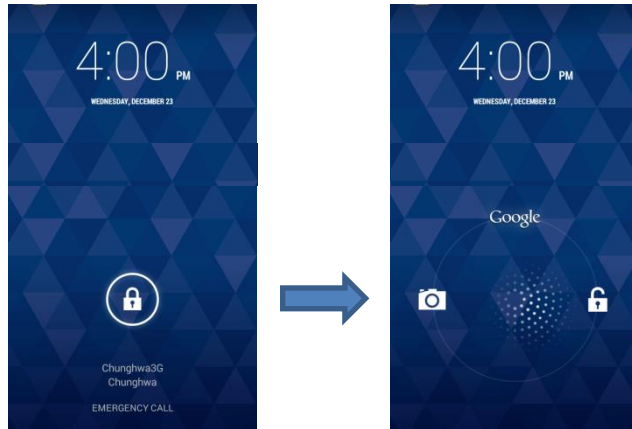 4:00 PM
WEDNESDAY, DECEMBER 23
Chunghwa3G
Chunghwa
EMERGENCY CALL
4:00 PM
WEDNESDAY, DECEMBER 23
Google